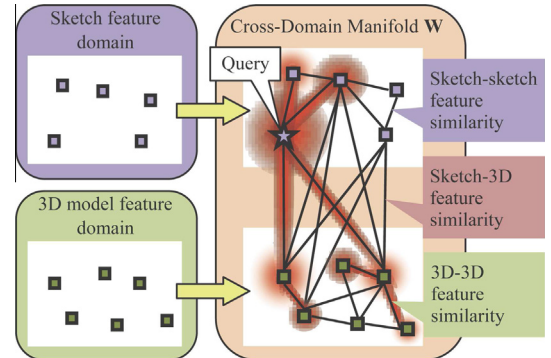 Sketch feature
domain
Cross-Domain Manifold W
Query
Sketch-sketch
feature
similarity
Sketch-3D
feature
similarity
3D model feature
domain
3D-3D
feature
similarity